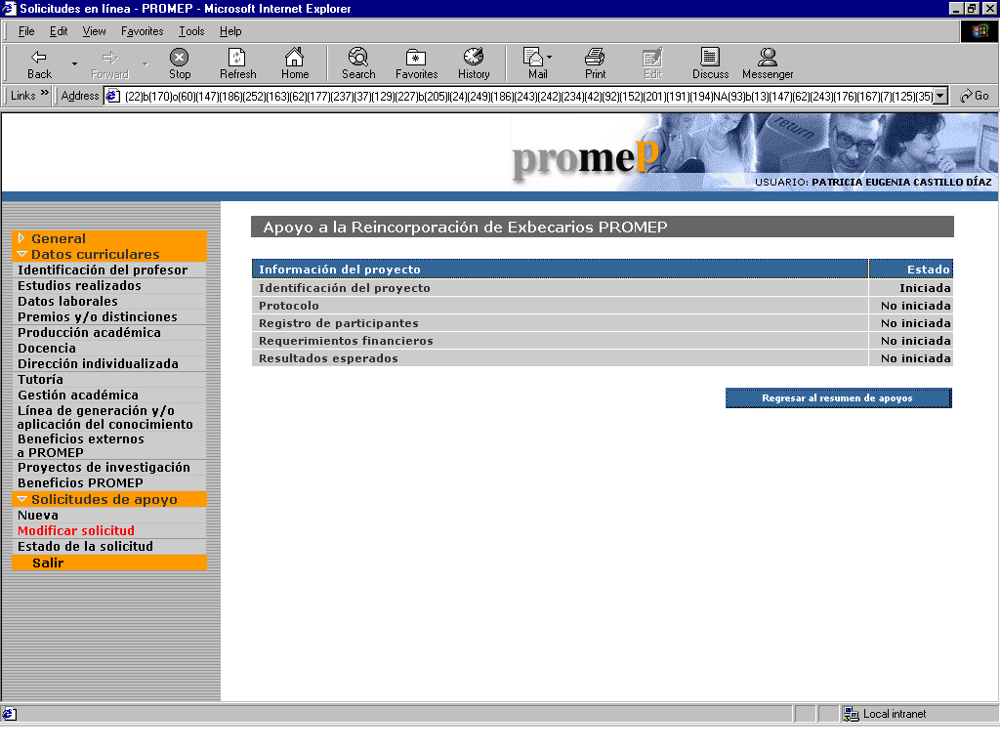 Solicitudes en línea - PROMEP - Microsoft Internet Explorer
File Edit View Favorites Tools Help
Back Forward Stop Refresh Home Search Favorites History Mail Print Edit Discuss Messenger
Links » Address (22)b(170)o(60)(147)(186)(252)(163)(62)(177)(237)(37)(129)(227)b(205)(24)(249)(186)(243)(242)(234)(42)(92)(152)(201)(191)(194)NA(93)b(13)(147)(62)(243)(176)(167)(7)(125)(35) Go
return
promep
USUARIO: PATRICIA EUGENIA CASTILLO DÍAZ
General
Datos curriculares
Identificación del profesor
Estudios realizados
Datos laborales
Premios y/o distinciones
Producción académica
Docencia
Dirección individualizada
Tutoría
Gestión académica
Línea de generación y/o
aplicación del conocimiento
Beneficios externos
a PROMEP
Proyectos de investigación
Beneficios PROMEP
Solicitudes de apoyo
Nueva
Modificar solicitud
Estado de la solicitud
Salir
Apoyo a la Reincorporación de Exbecarios PROMEP
Información del proyecto Estado
Identificación del proyecto Iniciada
Protocolo No iniciada
Registro de participantes No iniciada
Requerimientos financieros No iniciada
Resultados esperados No iniciada
Regresar al resumen de apoyos
Local intranet